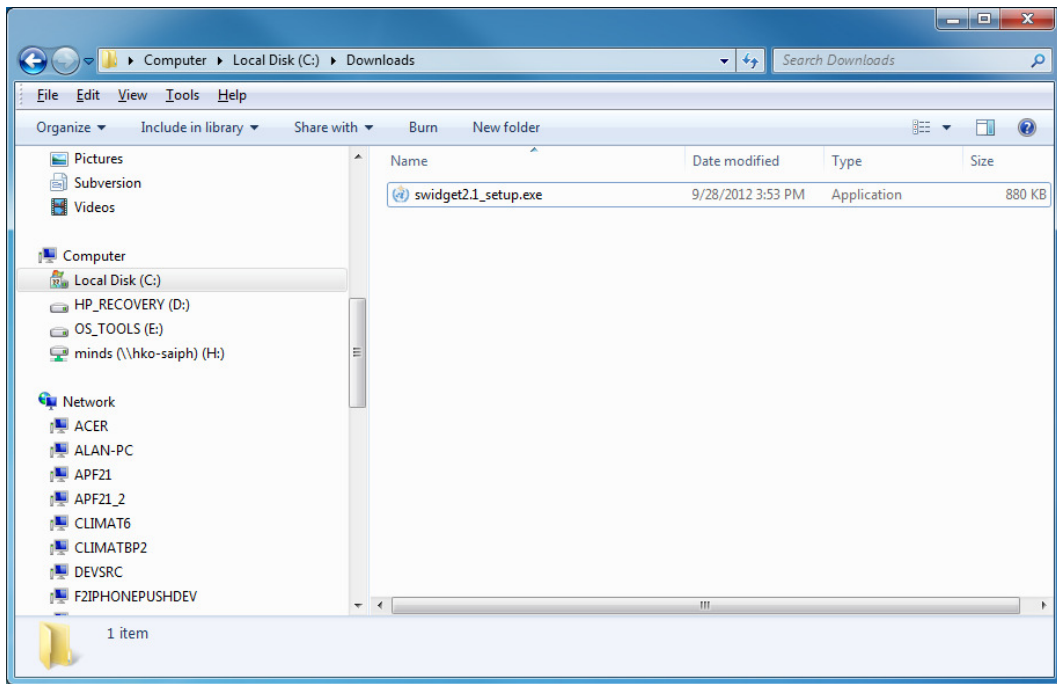 Computer Local Disk (C:) Downloads
Search Downloads
File Edit View Tools Help
Organize Include in library Share with Burn New folder
Pictures
Subversion
Videos
Computer
Local Disk (C:)
HP_RECOVERY (D:)
OS_TOOLS (E:)
minds (\\hko-saiph) (H:)
Network
ACER
ALAN-PC
APF21
APF21_2
CLIMAT6
CLIMATBP2
DEVSRC
F2IPHONEPUSHDEV
Name Date modified Type Size
swidget2.1_setup.exe 9/28/2012 3:53 PM Application 880 KB
1 item